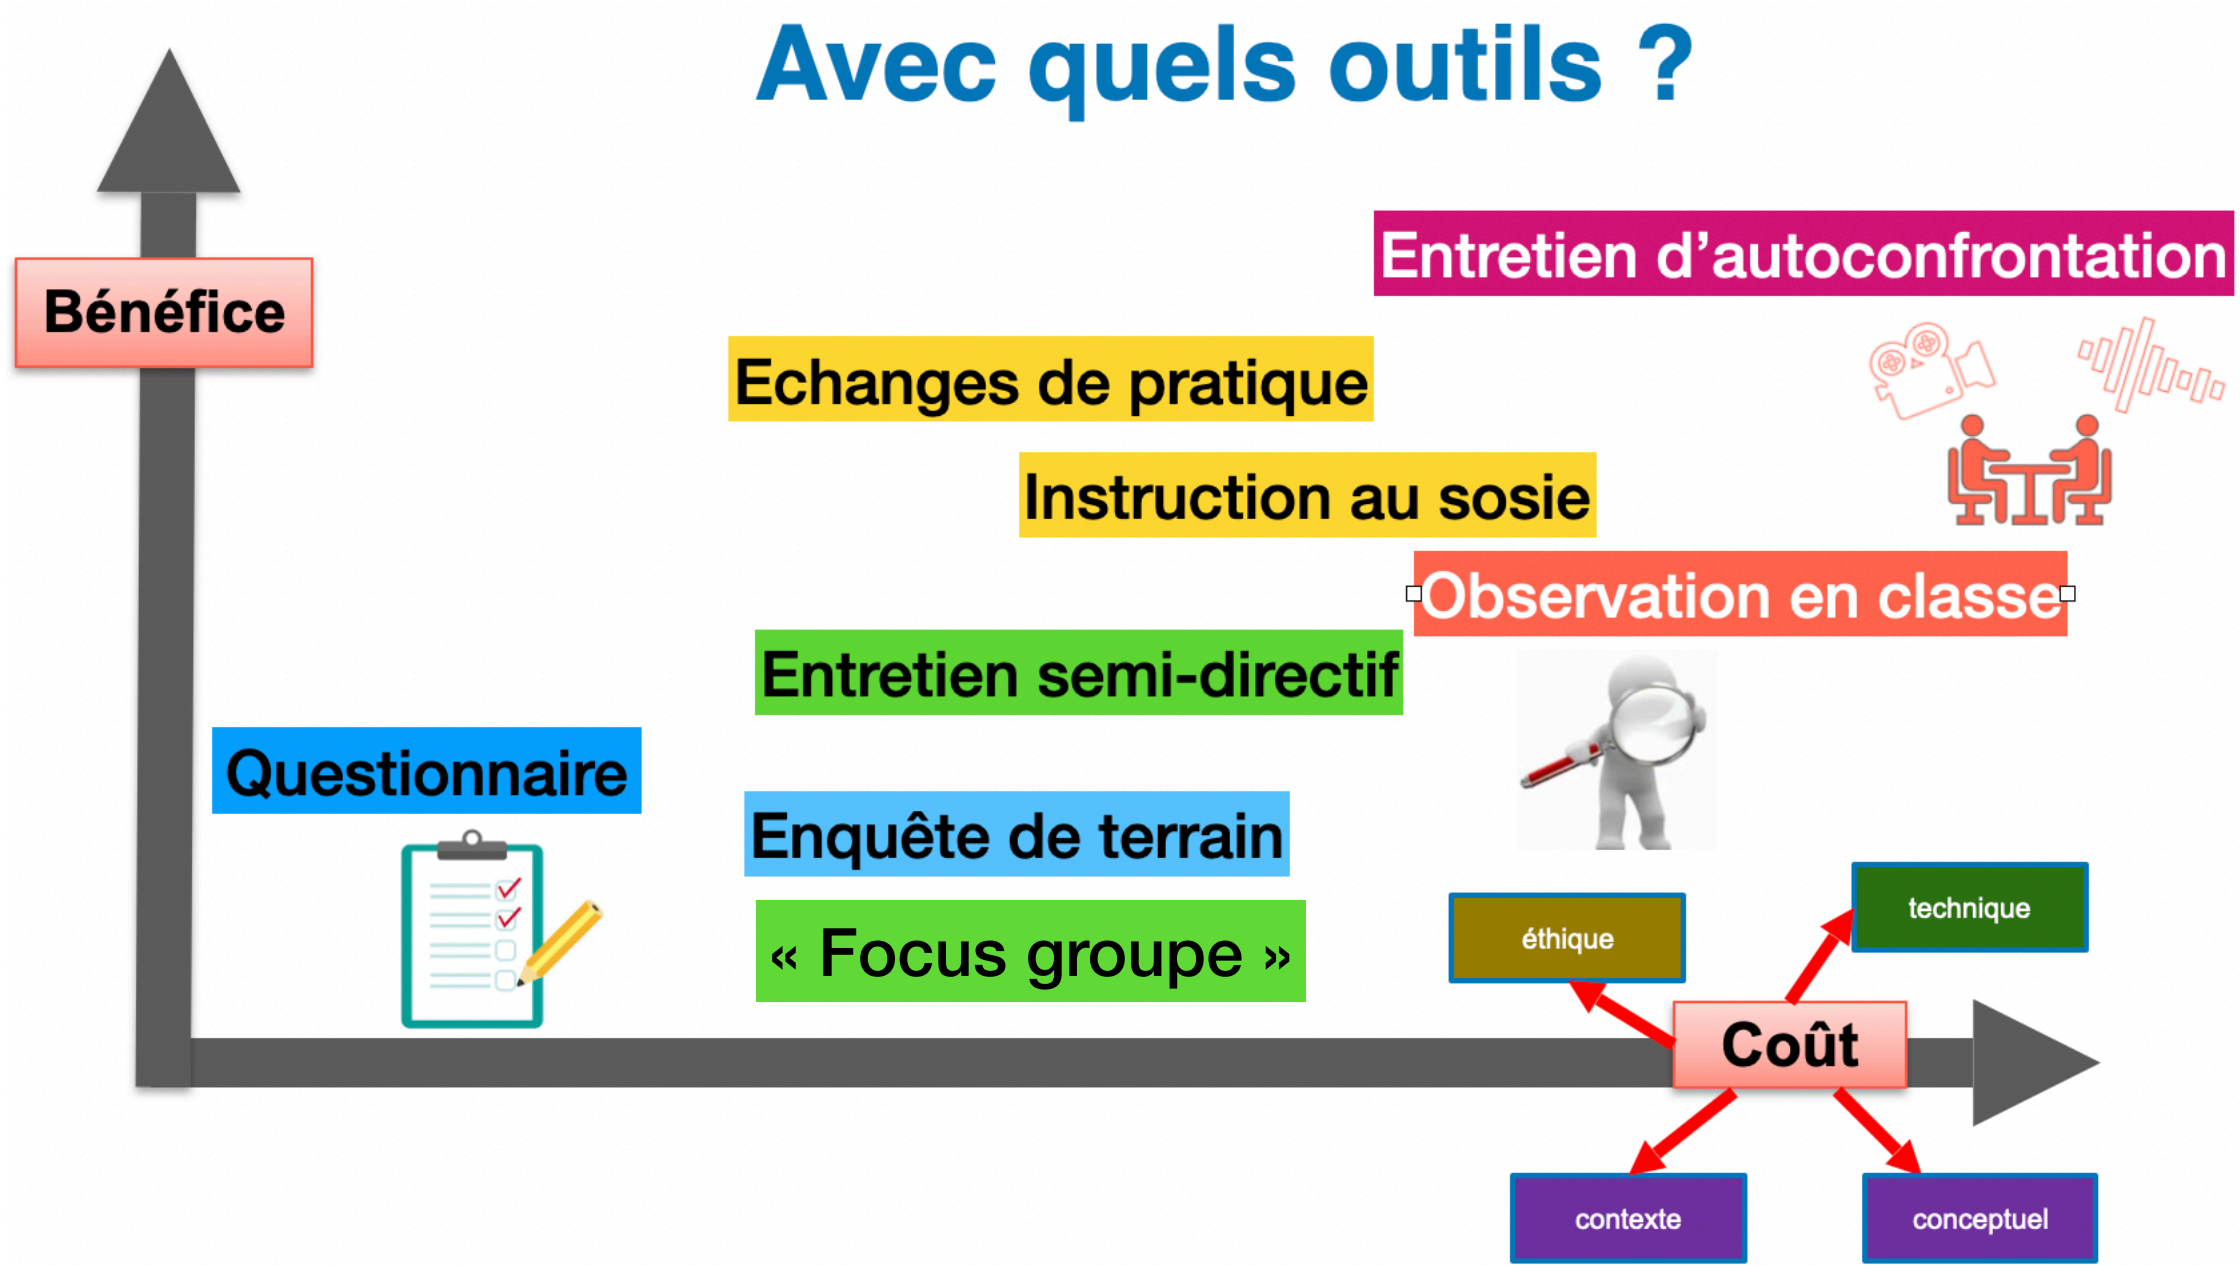 Avec quels outils ?
Entretien d’autoconfrontation
Bénéfice
Echanges de pratique
Instruction au sosie
Observation en classe
Entretien semi-directif
Questionnaire
Enquête de terrain
« Focus groupe »
technique
éthique
Coût
contexte
conceptuel